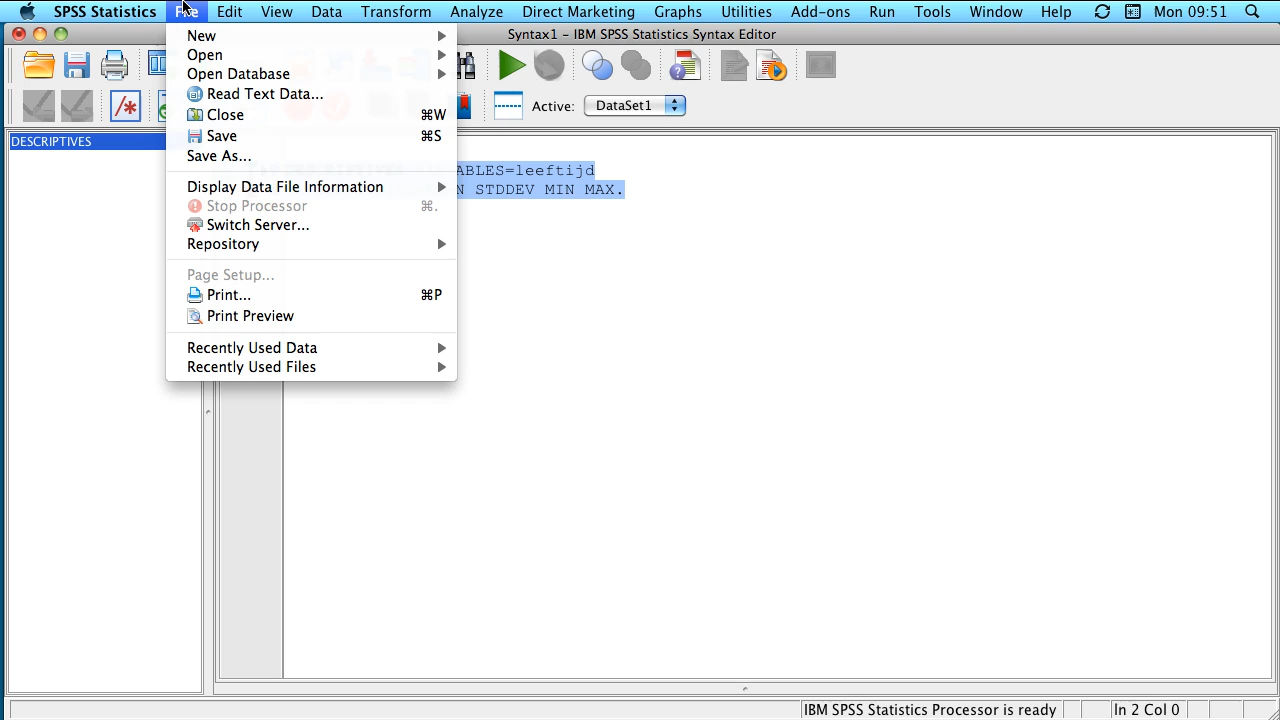 SPSS Statistics File Edit View Data Transform Analyze Direct Marketing Graphs Utilities Add-ons Run Tools Window Help Mon 09:51
Syntax1 – IBM SPSS Statistics Syntax Editor
New
Open
Open Database
Read Text Data...
Close ⌘W
Save ⌘S
Save As...
Display Data File Information
Stop Processor ⌘.
Switch Server...
Repository
Page Setup...
Print... ⌘P
Print Preview
Recently Used Data
Recently Used Files
/*
Active: DataSet1
DESCRIPTIVES
ABLES=leeftijd
N STDDEV MIN MAX.
IBM SPSS Statistics Processor is ready
In 2 Col 0